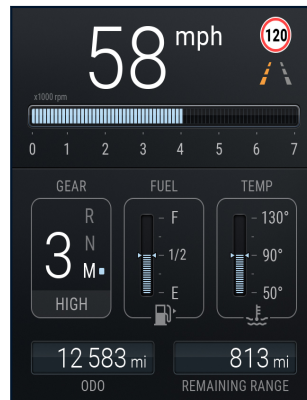 58 mph
120
x1000 rpm
0 1 2 3 4 5 6 7
GEAR
R
N
3 M
HIGH
FUEL
F
1/2
E
TEMP
130°
90°
50°
12 583 mi
ODO
813 mi
REMAINING RANGE